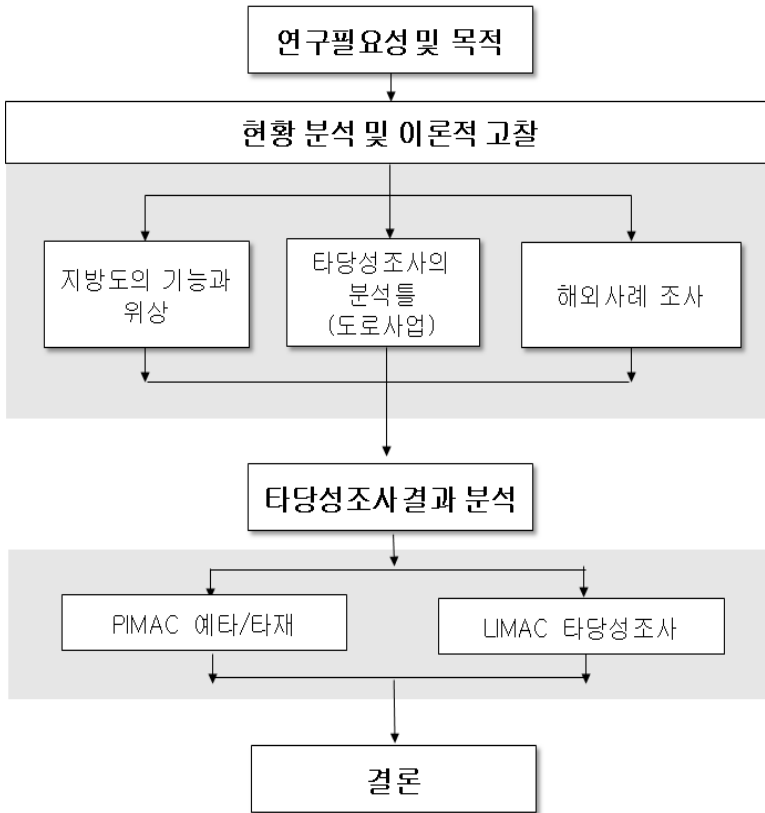 연구필요성 및 목적
현황 분석 및 이론적 고찰
지방도의 기능과
위상
타당성조사의
분석틀
(도로사업)
해외사례 조사
타당성조사 결과 분석
PIMAC 예타/타재
LIMAC 타당성조사
결론